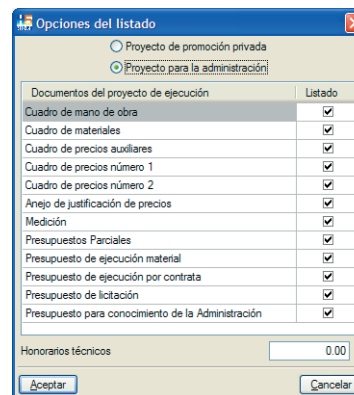 Opciones del listado
Proyecto de promoción privada
Proyecto para la administración
Documentos del proyecto de ejecución Listado
Cuadro de mano de obra
Cuadro de materiales
Cuadro de precios auxiliares
Cuadro de precios número 1
Cuadro de precios número 2
Anejo de justificación de precios
Medición
Presupuestos Parciales
Presupuesto de ejecución material
Presupuesto de ejecución por contrata
Presupuesto de licitación
Presupuesto para conocimiento de la Administración
Honorarios técnicos 0.00
Aceptar Cancelar